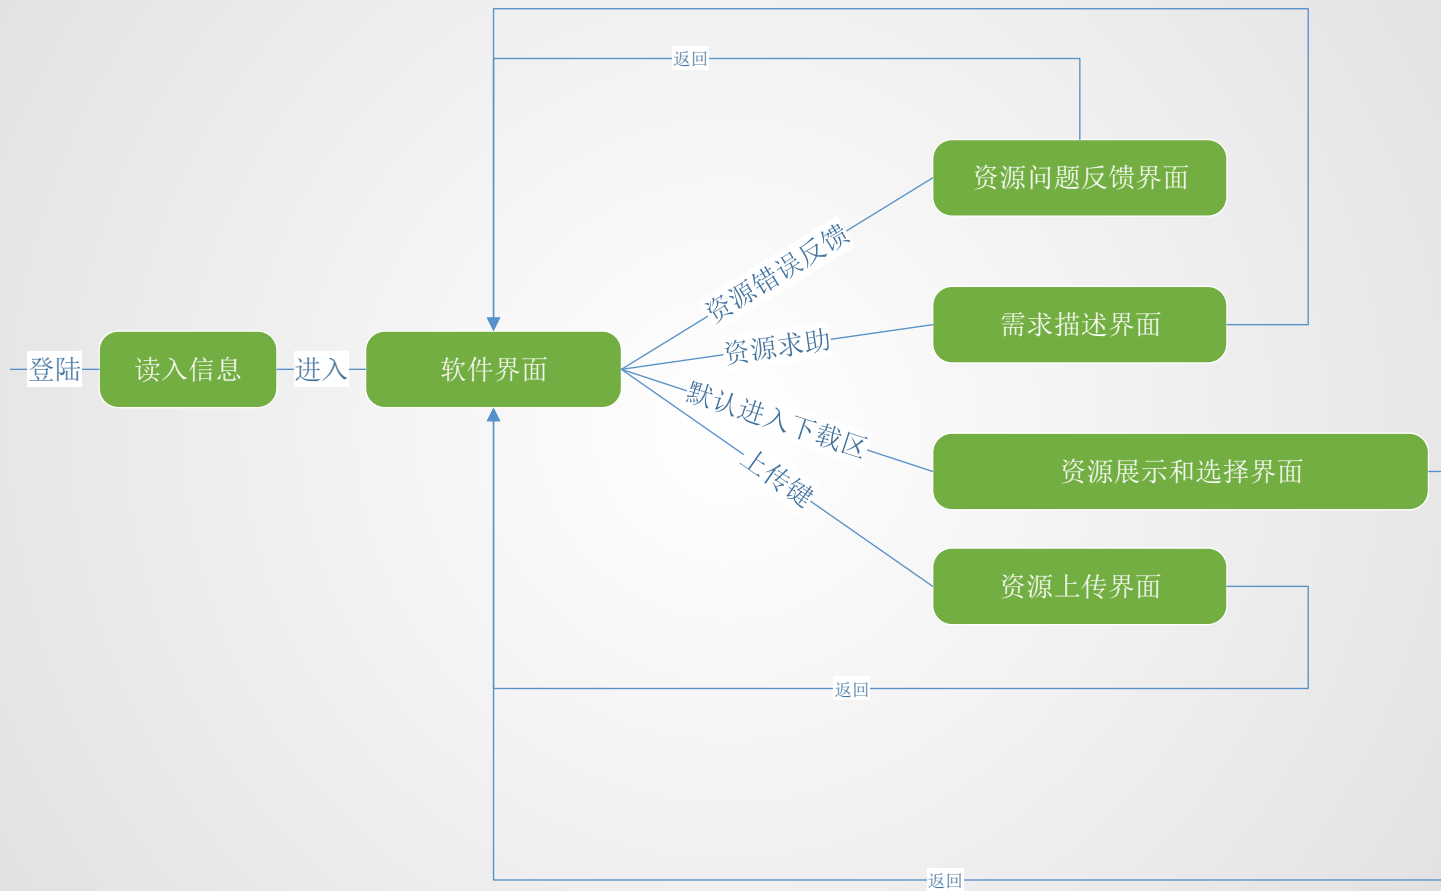 返回
资源问题反馈界面
资源错误反馈
需求描述界面
资源求助
登陆
读入信息
进入
软件界面
默认进入下载区
资源展示和选择界面
上传键
资源上传界面
返回
返回